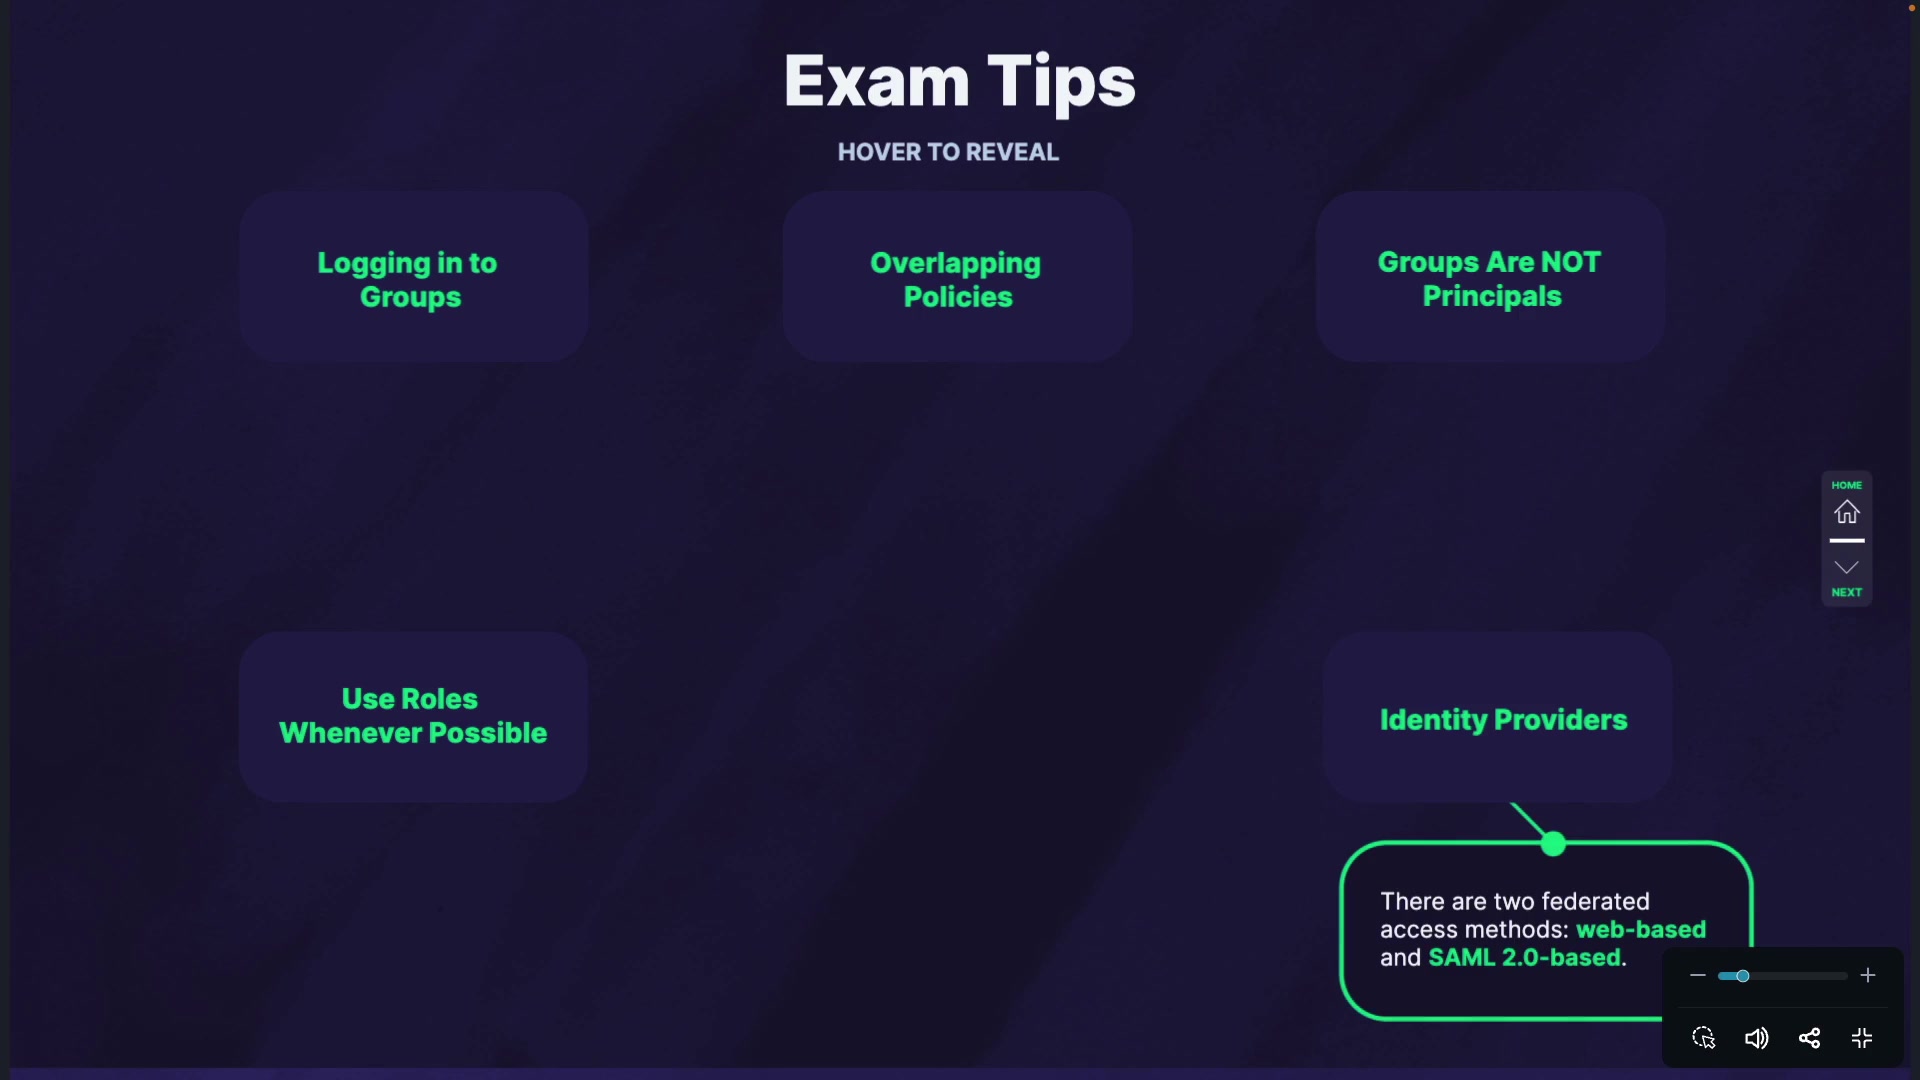 Exam Tips
HOVER TO REVEAL
Logging in to
Groups
Overlapping
Policies
Groups Are NOT
Principals
HOME
NEXT
Use Roles
Whenever Possible
Identity Providers
There are two federated
access methods: web-based
and SAML 2.0-based.